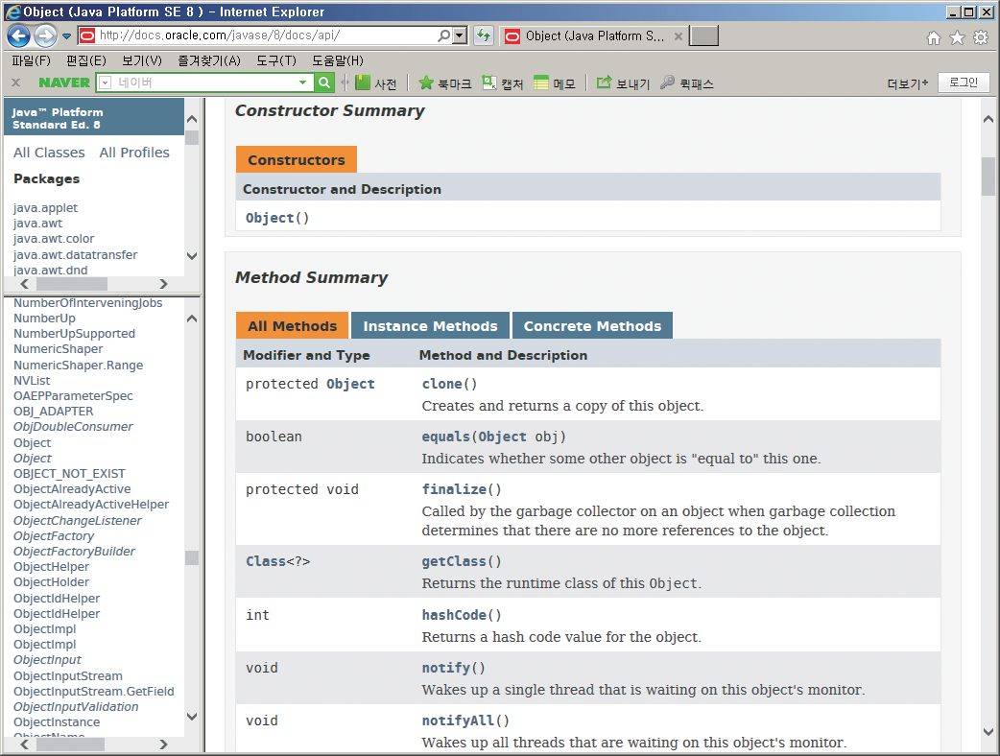 Object (Java Platform SE 8 ) - Internet Explorer
http://docs.oracle.com/javase/8/docs/api/
Object (Java Platform S...
파일(F) 편집(E) 보기(V) 즐겨찾기(A) 도구(T) 도움말(H)
x NAVER 네이버 사전 북마크 캡처 메모 보내기 퀵패스 더보기+ 로그인
Java™ Platform
Standard Ed. 8
All Classes All Profiles
Packages
java.applet
java.awt
java.awt.color
java.awt.datatransfer
java.awt.dnd
NumberOfInterveningJobs
NumberUp
NumberUpSupported
NumericShaper
NumericShaper.Range
NVList
OAEPParameterSpec
OBJ_ADAPTER
ObjDoubleConsumer
Object
Object
OBJECT_NOT_EXIST
ObjectAlreadyActive
ObjectAlreadyActiveHelper
ObjectChangeListener
ObjectFactory
ObjectFactoryBuilder
ObjectHelper
ObjectHolder
ObjectIdHelper
ObjectIdHelper
ObjectImpl
ObjectImpl
ObjectInput
ObjectInputStream
ObjectInputStream.GetField
ObjectInputValidation
ObjectInstance
ObjectName
Constructor Summary
Constructors
Constructor and Description
Object()
Method Summary
All Methods Instance Methods Concrete Methods
Modifier and Type Method and Description
protected Object clone()
Creates and returns a copy of this object.
boolean equals(Object obj)
Indicates whether some other object is "equal to" this one.
protected void finalize()
Called by the garbage collector on an object when garbage collection
determines that there are no more references to the object.
Class<?> getClass()
Returns the runtime class of this Object.
int hashCode()
Returns a hash code value for the object.
void notify()
Wakes up a single thread that is waiting on this object's monitor.
void notifyAll()
Wakes up all threads that are waiting on this object's monitor.